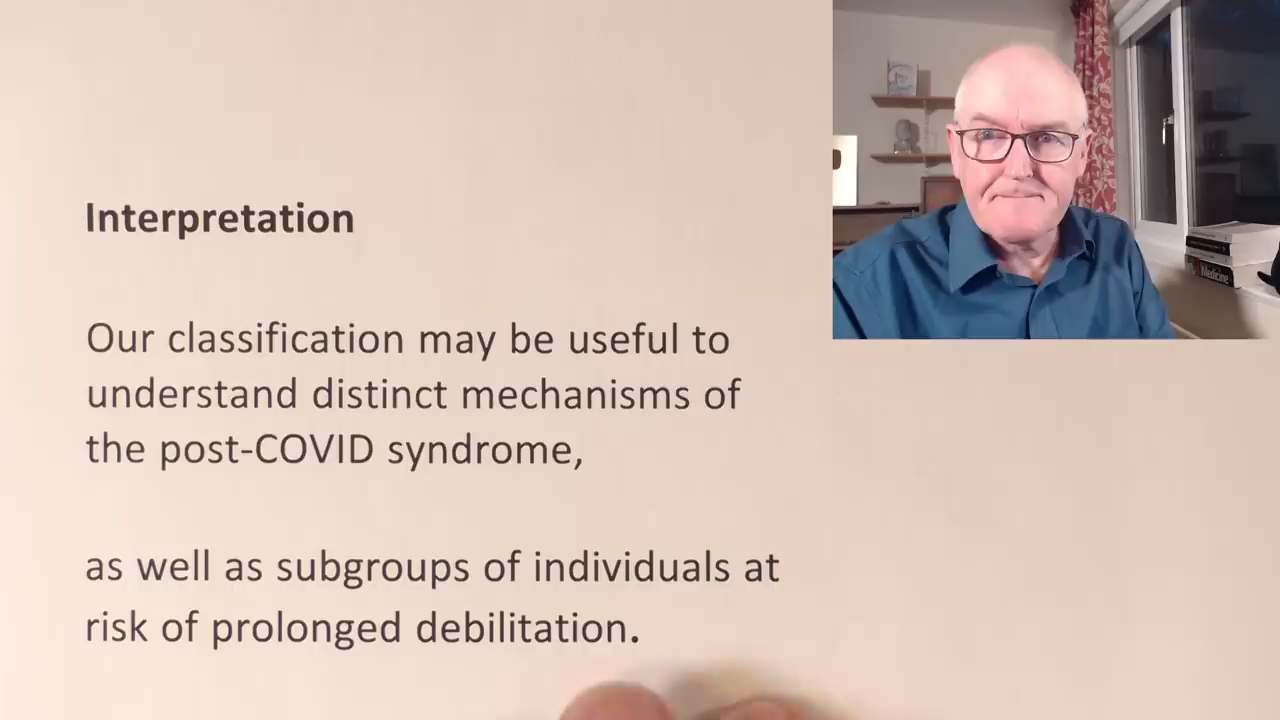 Interpretation
Our classification may be useful to
understand distinct mechanisms of
the post-COVID syndrome,
as well as subgroups of individuals at
risk of prolonged debilitation.
Medicine